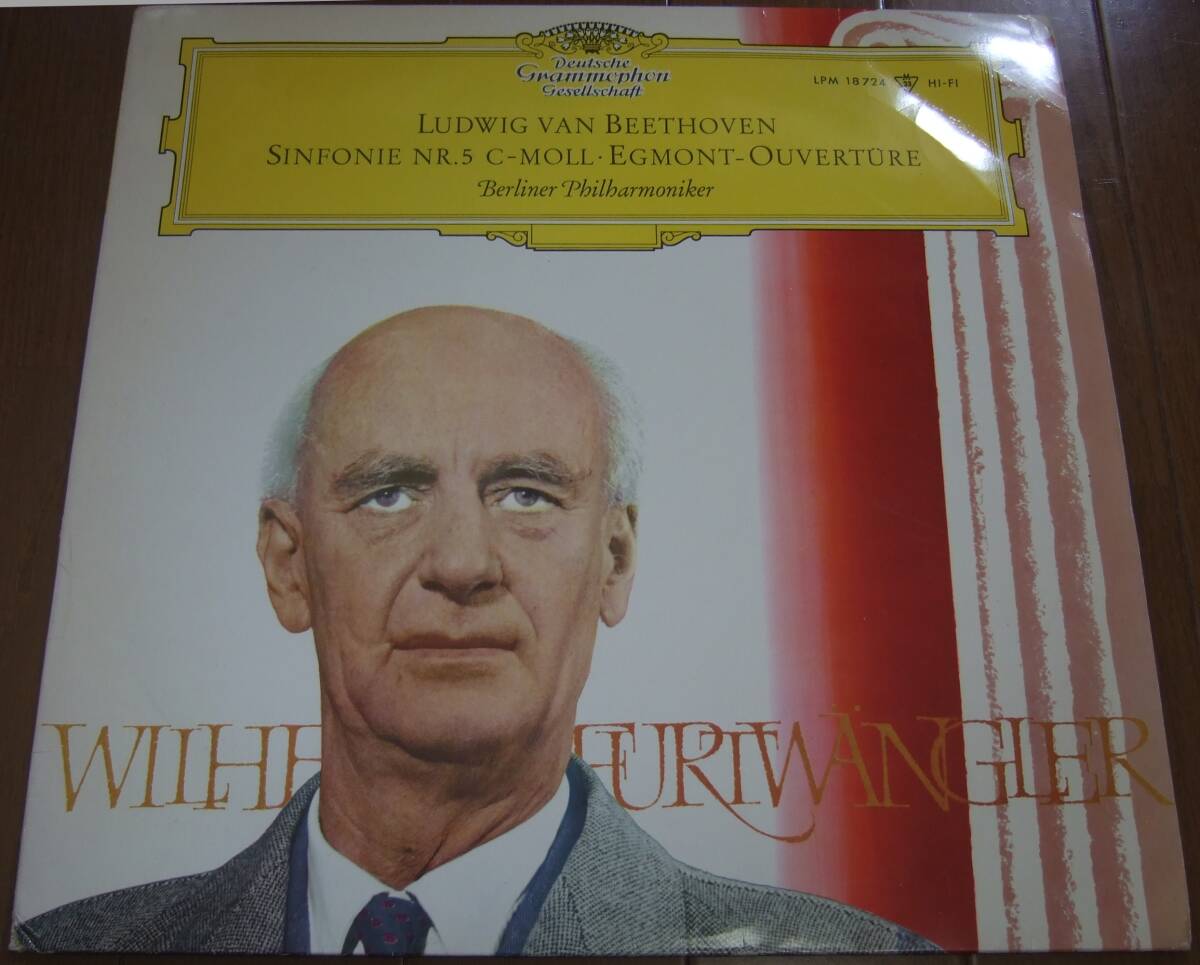 Deutsche
Grammophon
Gesellschaft
LPM 18724 M 33 HI-FI
LUDWIG VAN BEETHOVEN
SINFONIE NR.5 C-MOLL · EGMONT-OUVERTÜRE
Berliner Philharmoniker
WILHE FURTWÄNGLER